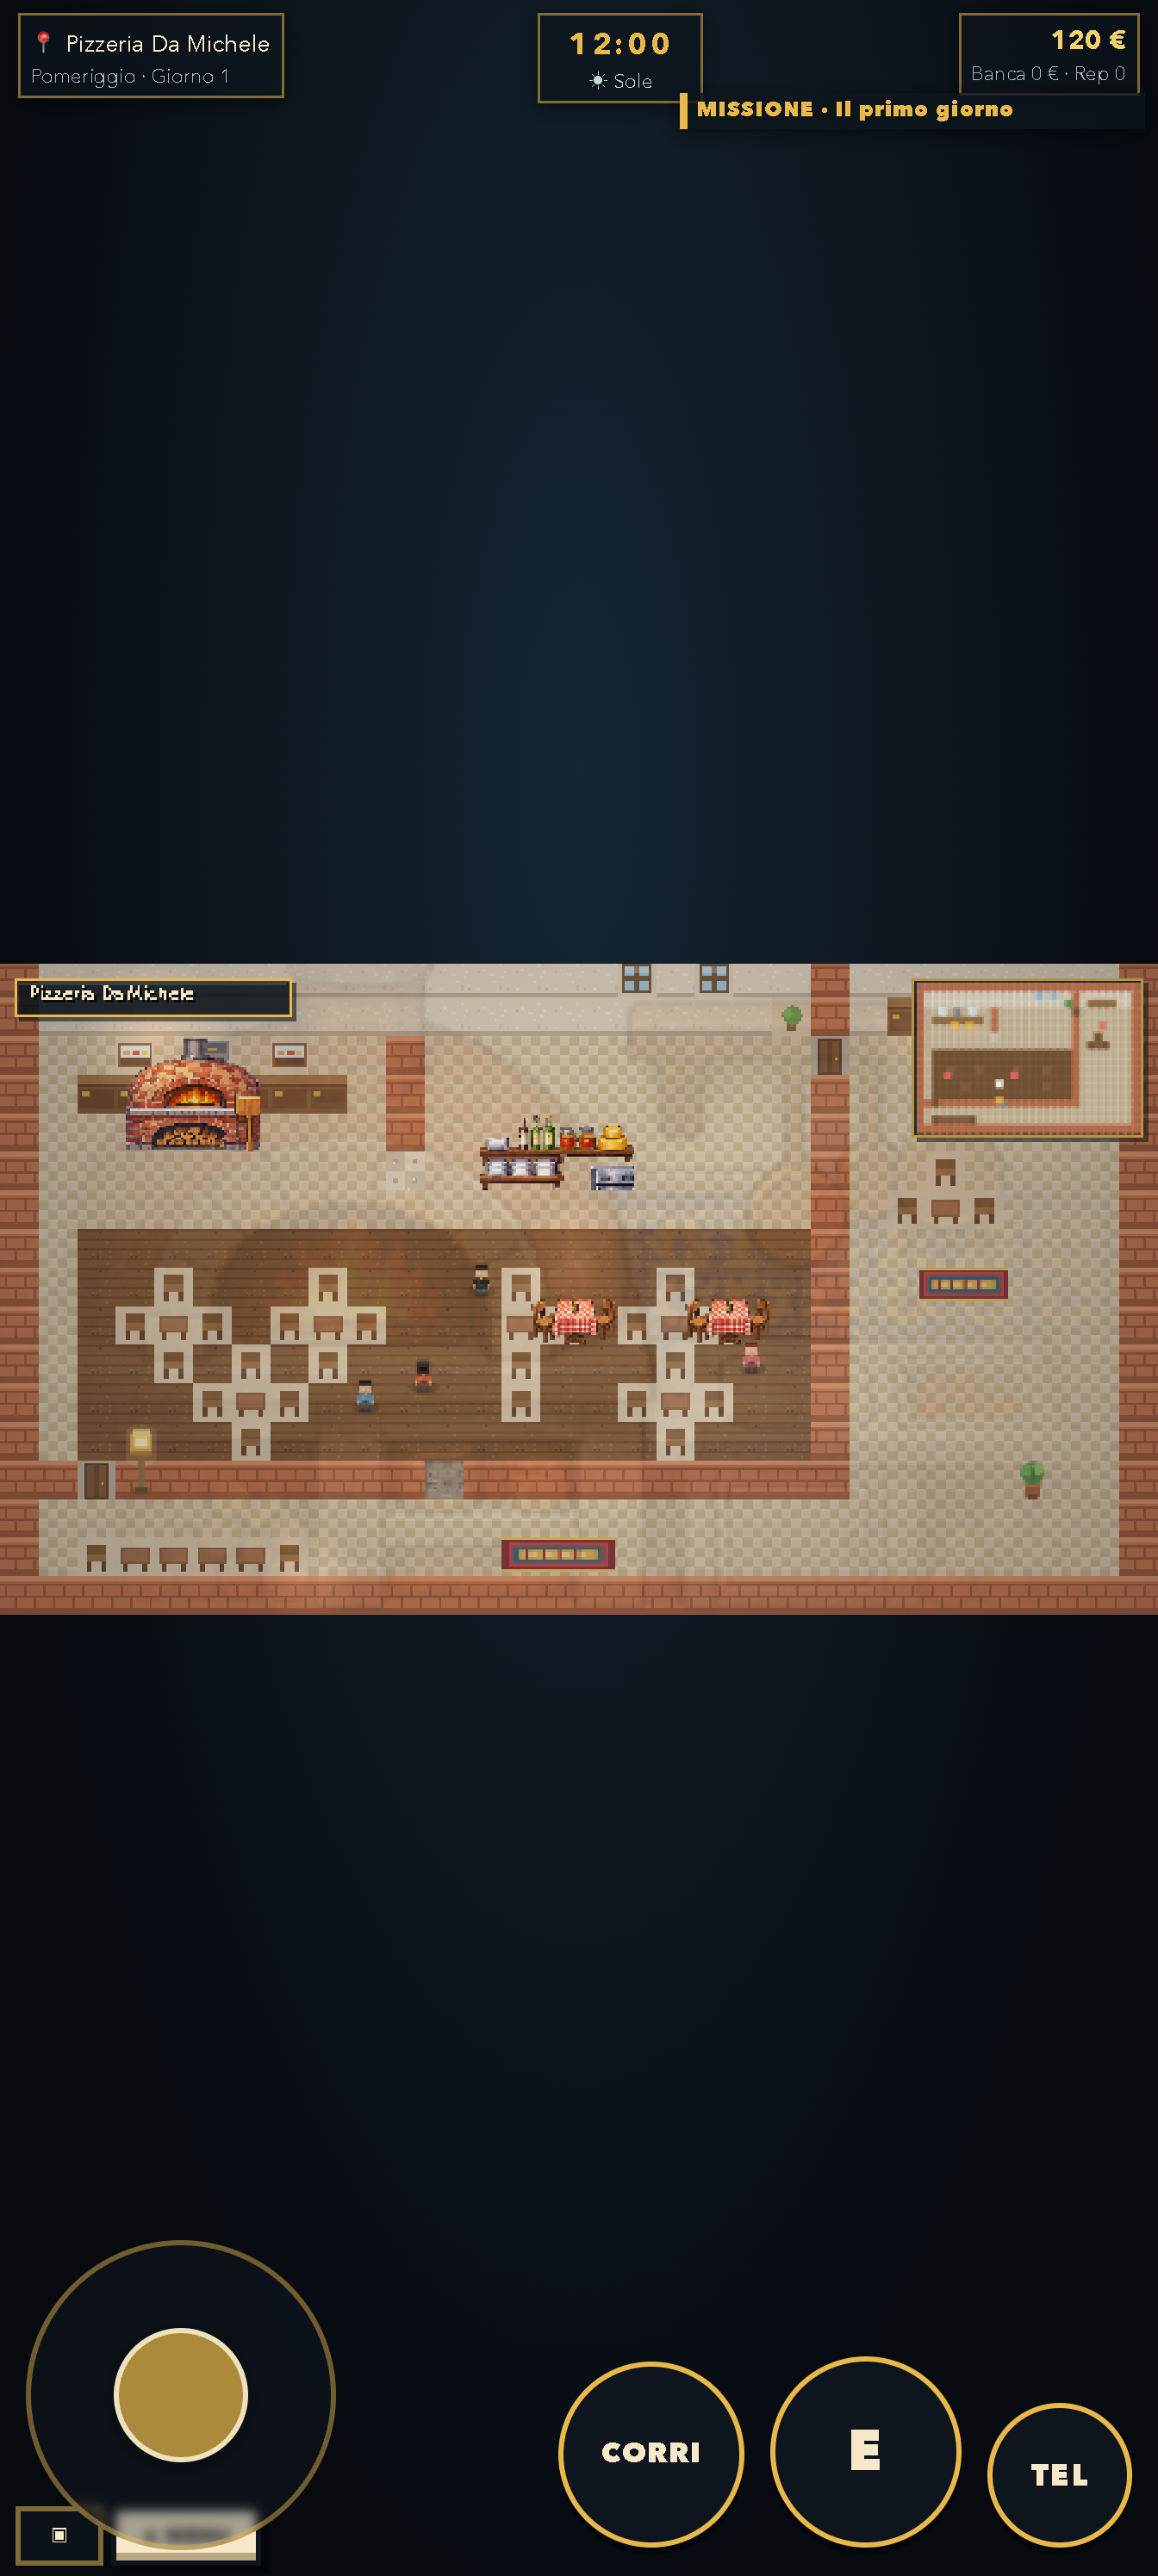 Pizzeria Da Michele
Pomeriggio · Giorno 1
12:00
☀ Sole
120 €
Banca 0 € · Rep 0
MISSIONE · Il primo giorno
Pizzeria Da Michele
CORRI
E
TEL